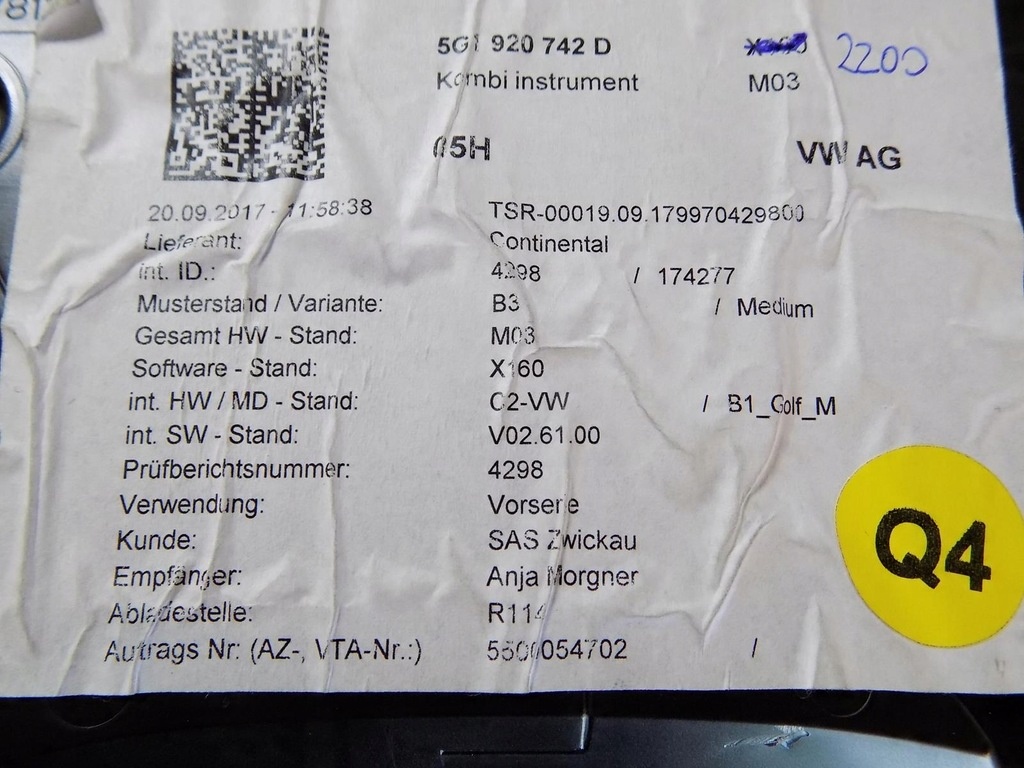 781
5G1 920 742 D 2200
Kombi instrument M03
05H VW AG
20.09.2017 - 11:58:38 TSR-00019.09.179970429800
Lieferant: Continental
int. ID.: 4298 / 174277
Musterstand / Variante: B3 / Medium
Gesamt HW - Stand: M03
Software - Stand: X160
int. HW / MD - Stand: C2-VW / B1_Golf_M
int. SW - Stand: V02.61.00
Prüfberichtsnummer: 4298
Verwendung: Vorserie
Kunde: SAS Zwickau
Empfänger: Anja Morgner
Abladestelle: R114
Autrags Nr: (AZ-, VTA-Nr.:) 5500054702 /
Q4